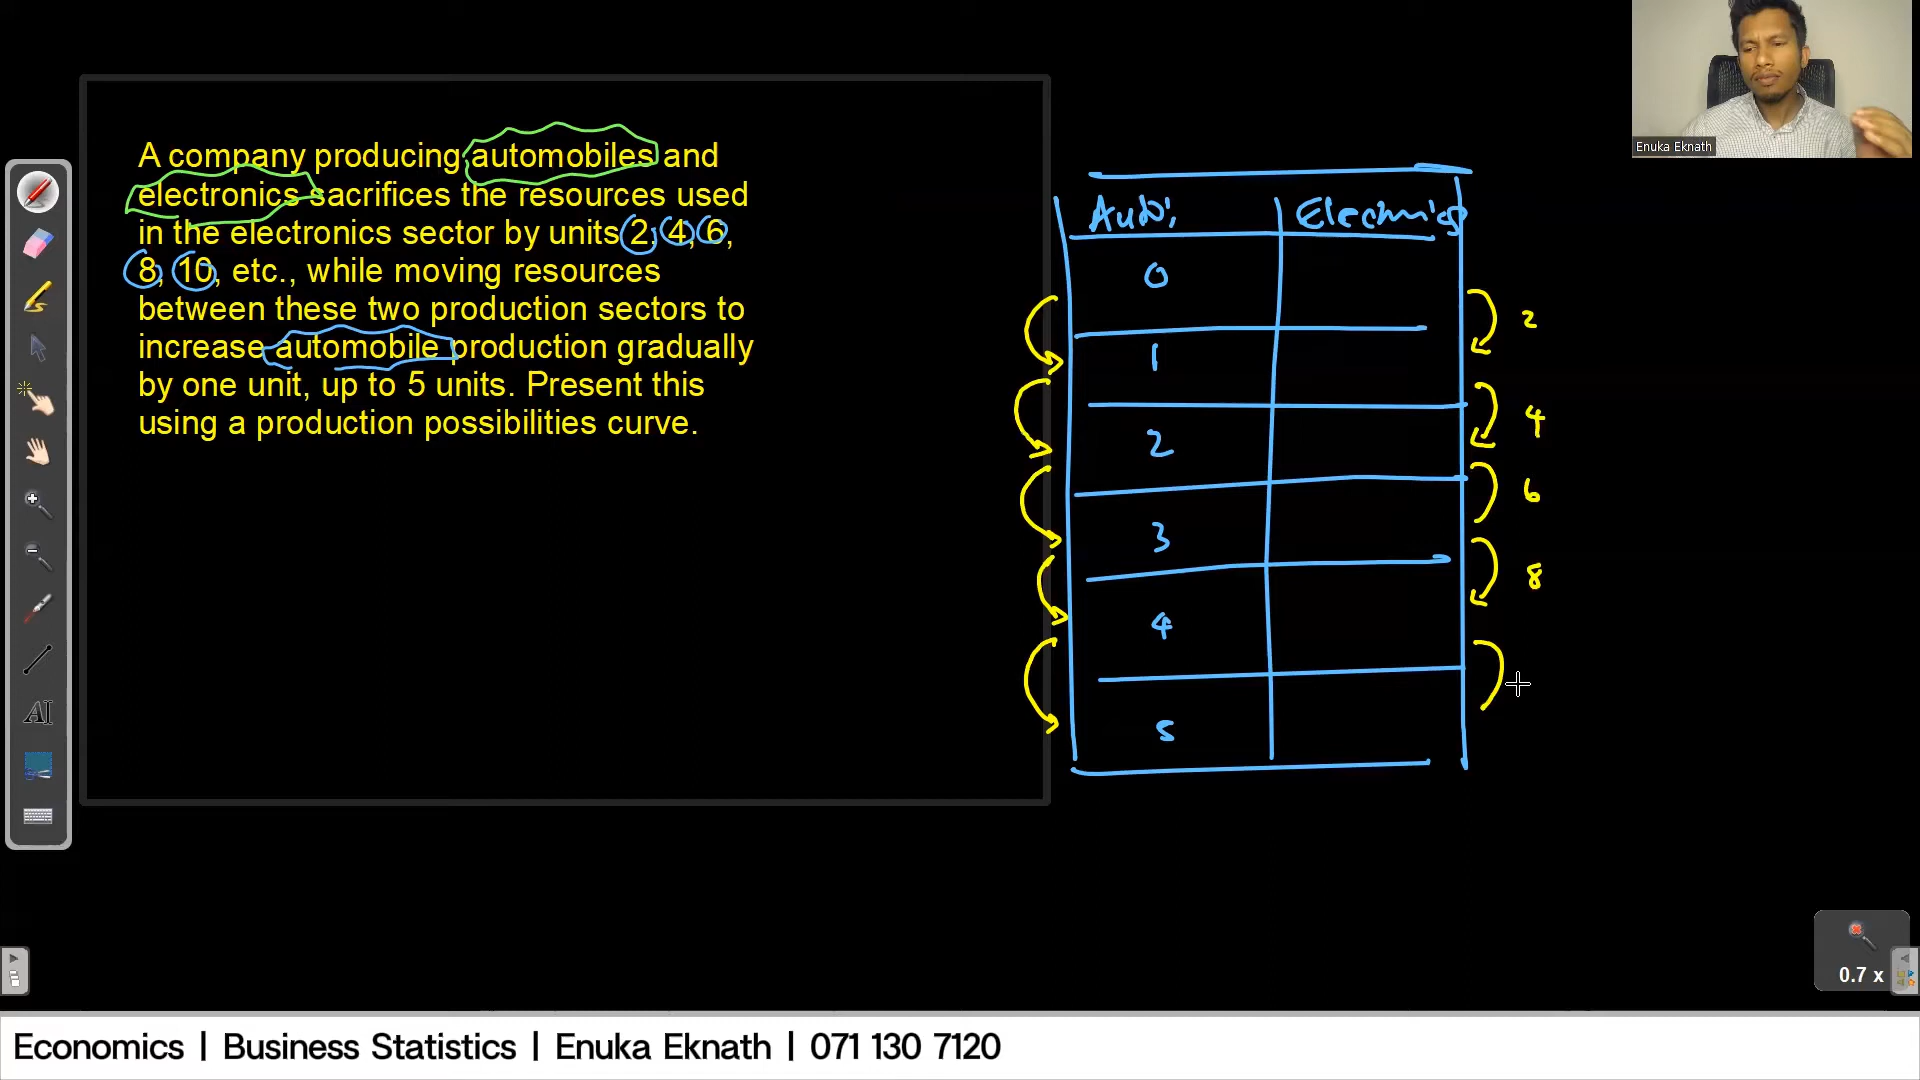 Enuka Eknath
A company producing automobiles and
electronics sacrifices the resources used
in the electronics sector by units 2, 4, 6,
8, 10, etc., while moving resources
between these two production sectors to
increase automobile production gradually
by one unit, up to 5 units. Present this
using a production possibilities curve.
Electronics
0
2
1
4
2
6
3
8
4
5
AI
0.7 x
Economics | Business Statistics | Enuka Eknath | 071 130 7120